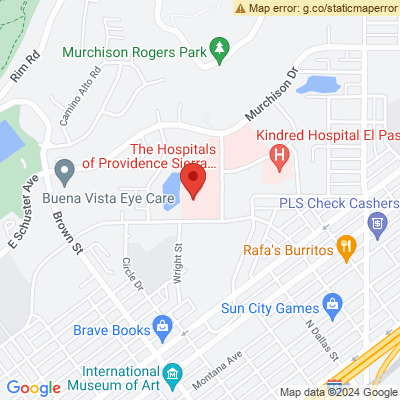 Map error: g.co/staticmaperror
Murchison Rogers Park
Rim Rd
Camino Alto Rd
Murchison Dr
The Hospitals
of Providence Sierra...
Kindred Hospital El Pas
H
Buena Vista Eye Care
E Schuster Ave
Brown St
PLS Check Cashers
Rafa's Burritos
Wright St
Circle Dr
Sun City Games
Brave Books
N Dallas St
International
Museum of Art
Montana Ave
Google
Map data ©2024 Google